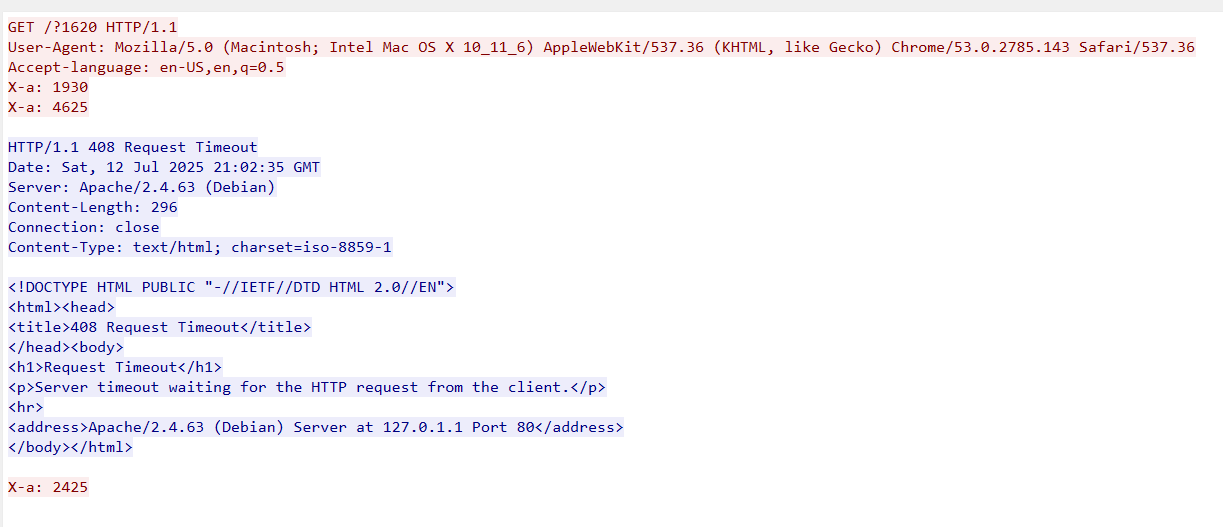 GET /?1620 HTTP/1.1
User-Agent: Mozilla/5.0 (Macintosh; Intel Mac OS X 10_11_6) AppleWebKit/537.36 (KHTML, like Gecko) Chrome/53.0.2785.143 Safari/537.36
Accept-language: en-US,en,q=0.5
X-a: 1930
X-a: 4625
HTTP/1.1 408 Request Timeout
Date: Sat, 12 Jul 2025 21:02:35 GMT
Server: Apache/2.4.63 (Debian)
Content-Length: 296
Connection: close
Content-Type: text/html; charset=iso-8859-1
<!DOCTYPE HTML PUBLIC "-//IETF//DTD HTML 2.0//EN">
<html><head>
<title>408 Request Timeout</title>
</head><body>
<h1>Request Timeout</h1>
<p>Server timeout waiting for the HTTP request from the client.</p>
<hr>
<address>Apache/2.4.63 (Debian) Server at 127.0.1.1 Port 80</address>
</body></html>
X-a: 2425